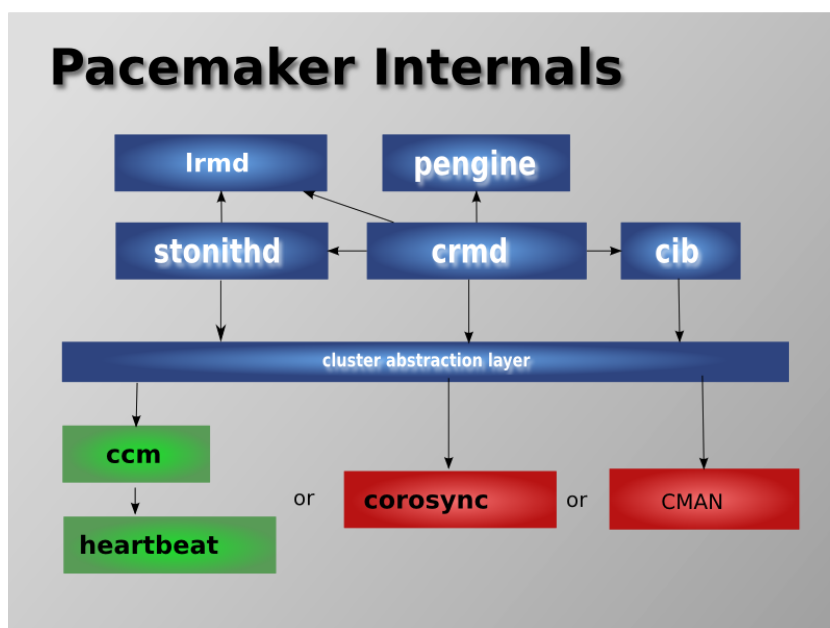 Pacemaker Internals
lrmd
pengine
stonithd
crmd
cib
cluster abstraction layer
ccm
or
corosync
or
CMAN
heartbeat